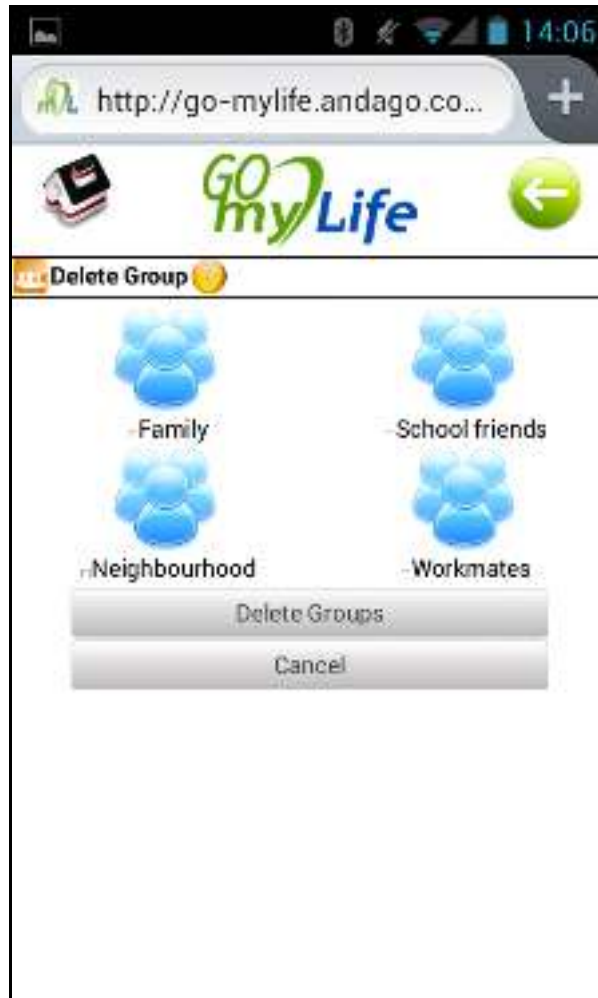 14:06
http://go-mylife.andago.co...
GO
my Life
Delete Group
Family
School friends
Neighbourhood
Workmates
Delete Groups
Cancel